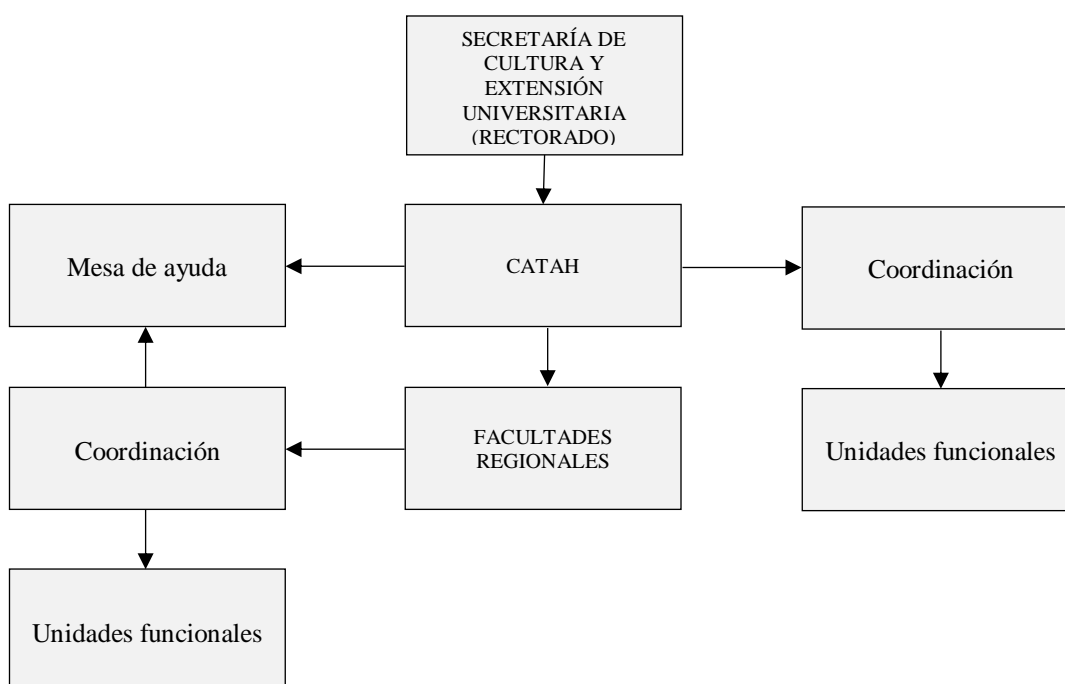 SECRETARÍA DE
CULTURA Y
EXTENSIÓN
UNIVERSITARIA
(RECTORADO)
Mesa de ayuda
CATAH
Coordinación
Coordinación
FACULTADES
REGIONALES
Unidades funcionales
Unidades funcionales